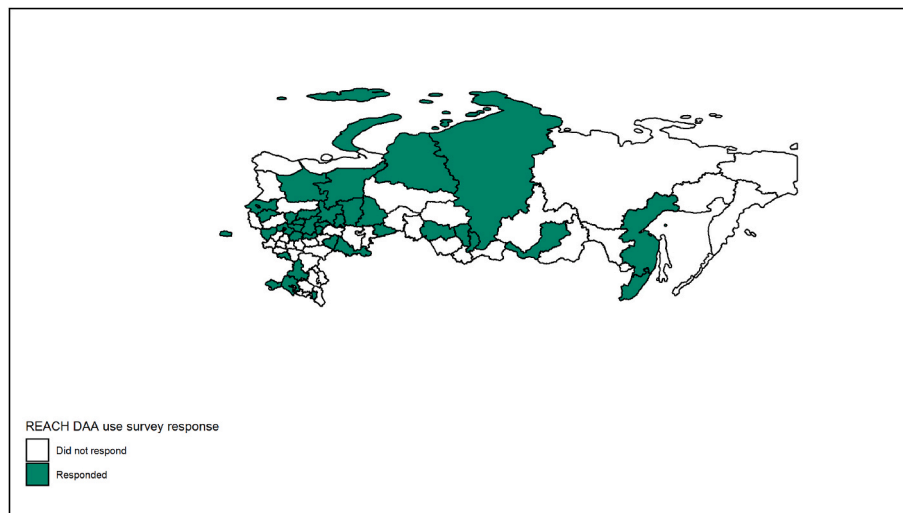 REACH DAA use survey response
Did not respond
Responded